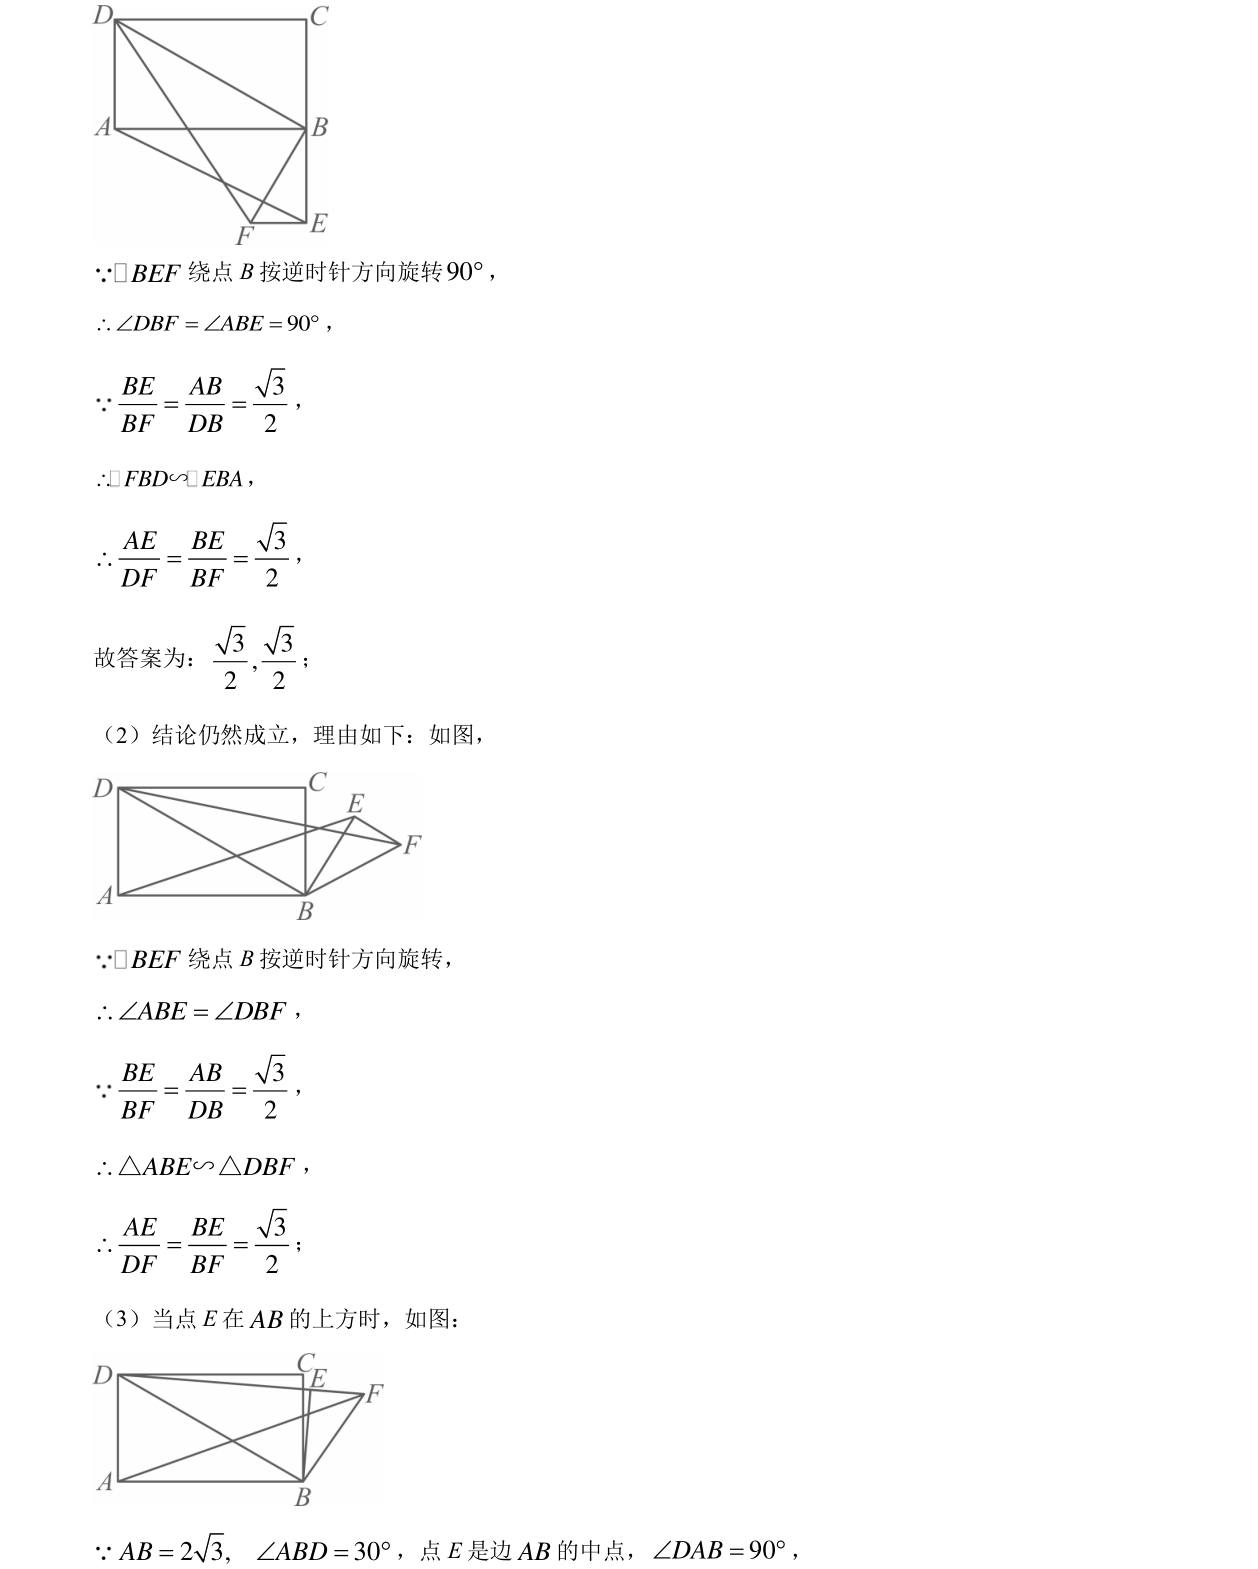 D C
A B
F E
∵□BEF 绕点 B 按逆时针方向旋转90°，
∴∠DBF=∠ABE=90°，
∵BE/BF=AB/DB=√3/2，
∴□FBD∽□EBA，
∴AE/DF=BE/BF=√3/2，
故答案为：√3/2,√3/2；
（2）结论仍然成立，理由如下：如图，
D C
E
F
A
B
∵□BEF 绕点 B 按逆时针方向旋转，
∴∠ABE=∠DBF，
∵BE/BF=AB/DB=√3/2，
∴△ABE∽△DBF，
∴AE/DF=BE/BF=√3/2；
（3）当点 E 在 AB 的上方时，如图：
D C
E
F
A
B
∵AB=2√3, ∠ABD=30°，点 E 是边 AB 的中点，∠DAB=90°，